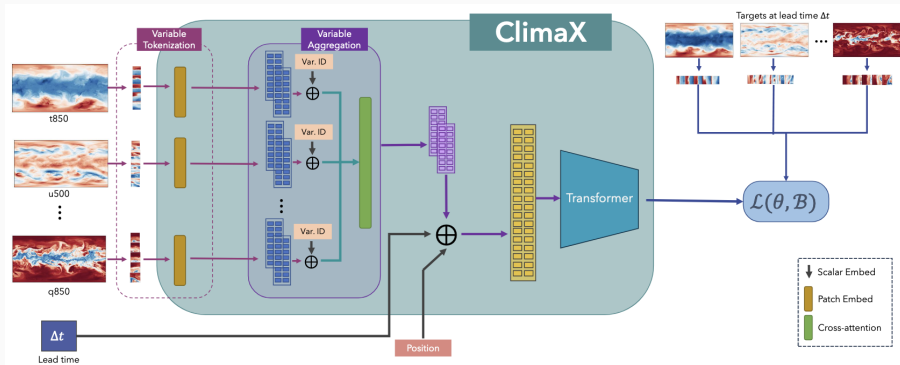 ClimaX
Variable
Tokenization
Variable
Aggregation
Targets at lead time Δt
...
Var. ID
t850
Var. ID
u500
...
...
Var. ID
q850
Transformer
ℒ(θ, ℬ)
Δt
Lead time
Position
Scalar Embed
Patch Embed
Cross-attention